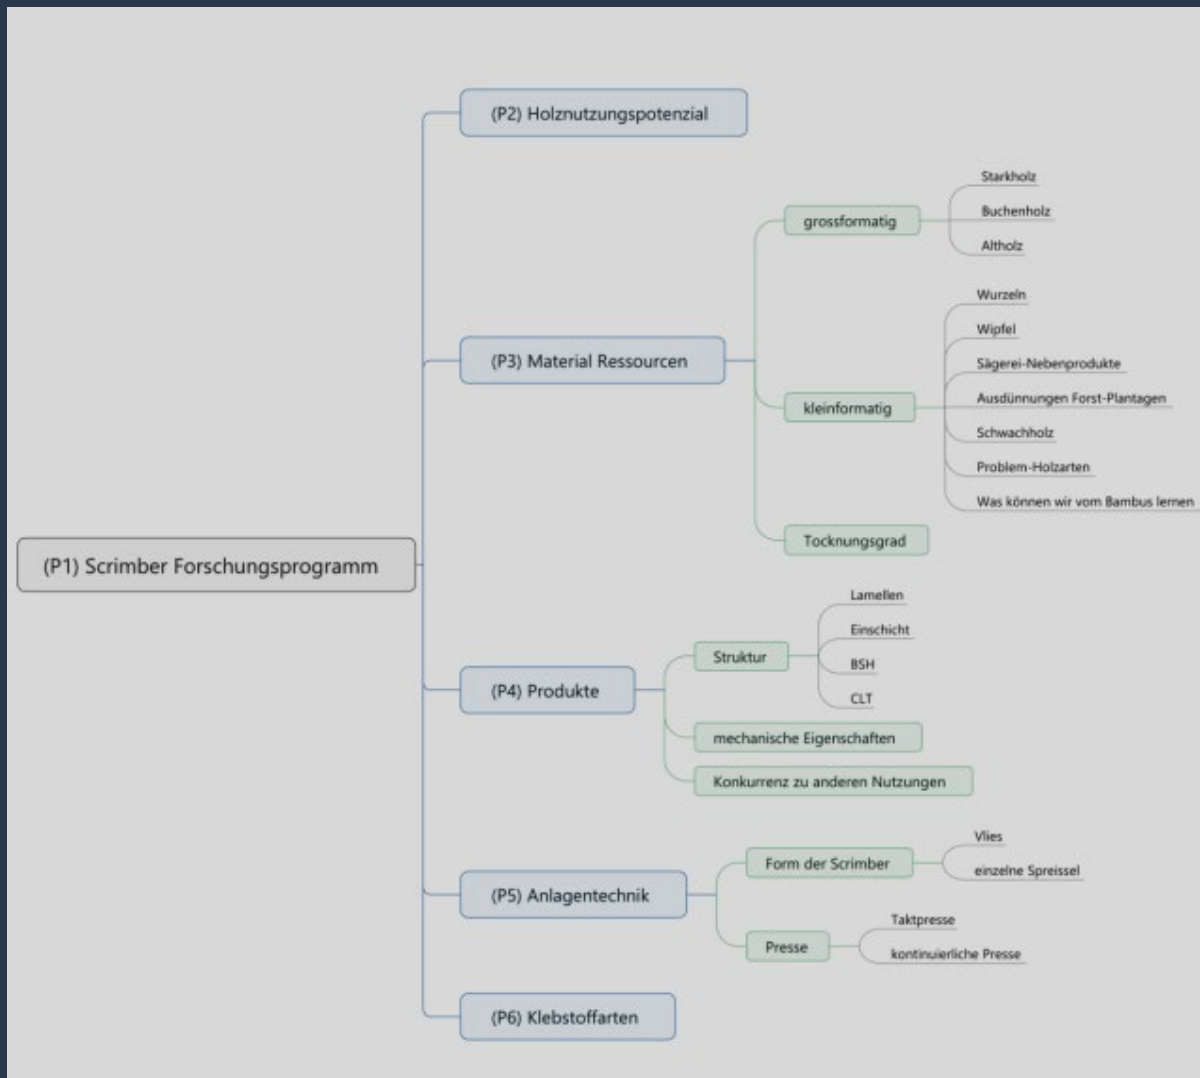 (P2) Holznutzungspotenzial
Starkholz
grossformatig
Buchenholz
Altholz
Wurzeln
Wipfel
(P3) Material Ressourcen
Sägerei-Nebenprodukte
kleinformatig
Ausdünnungen Forst-Plantagen
Schwachholz
Problem-Holzarten
Was können wir vom Bambus lernen
Tocknungsgrad
(P1) Scrimber Forschungsprogramm
Lamellen
Einschicht
Struktur
BSH
CLT
(P4) Produkte
mechanische Eigenschaften
Konkurrenz zu anderen Nutzungen
Vlies
Form der Scrimber
einzelne Spreissel
(P5) Anlagentechnik
Taktpresse
Presse
kontinuierliche Presse
(P6) Klebstoffarten